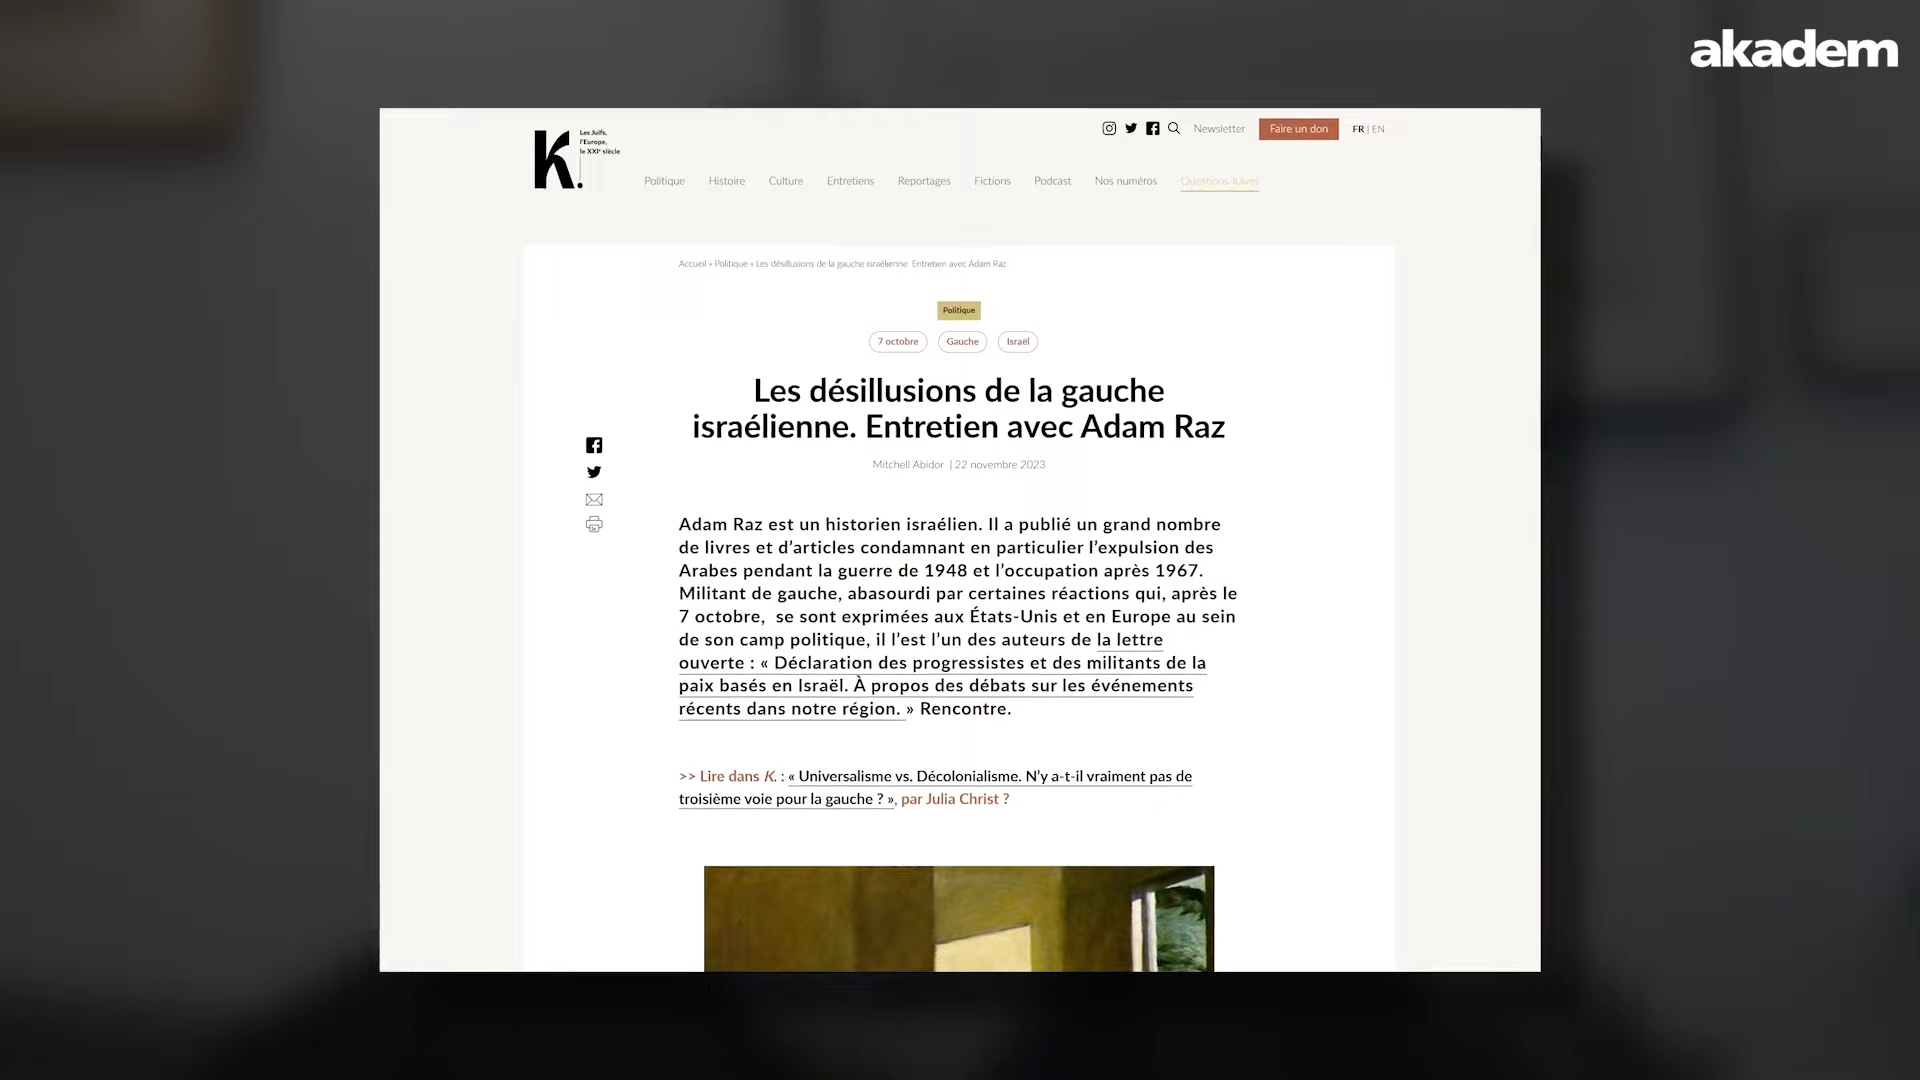 akadem
K.
Les Juifs,
l'Europe,
le XXIᵉ siècle
Newsletter
Faire un don
FR | EN
Politique
Histoire
Culture
Entretiens
Reportages
Fictions
Podcast
Nos numéros
Questions Juives
Accueil » Politique » Les désillusions de la gauche israélienne. Entretien avec Adam Raz
Politique
7 octobre
Gauche
Israël
Les désillusions de la gauche
israélienne. Entretien avec Adam Raz
Mitchell Abidor | 22 novembre 2023
Adam Raz est un historien israélien. Il a publié un grand nombre
de livres et d’articles condamnant en particulier l’expulsion des
Arabes pendant la guerre de 1948 et l’occupation après 1967.
Militant de gauche, abasourdi par certaines réactions qui, après le
7 octobre, se sont exprimées aux États-Unis et en Europe au sein
de son camp politique, il l’est l’un des auteurs de la lettre
ouverte : « Déclaration des progressistes et des militants de la
paix basés en Israël. À propos des débats sur les événements
récents dans notre région. » Rencontre.
>> Lire dans K. : « Universalisme vs. Décolonialisme. N’y a-t-il vraiment pas de
troisième voie pour la gauche ? », par Julia Christ ?